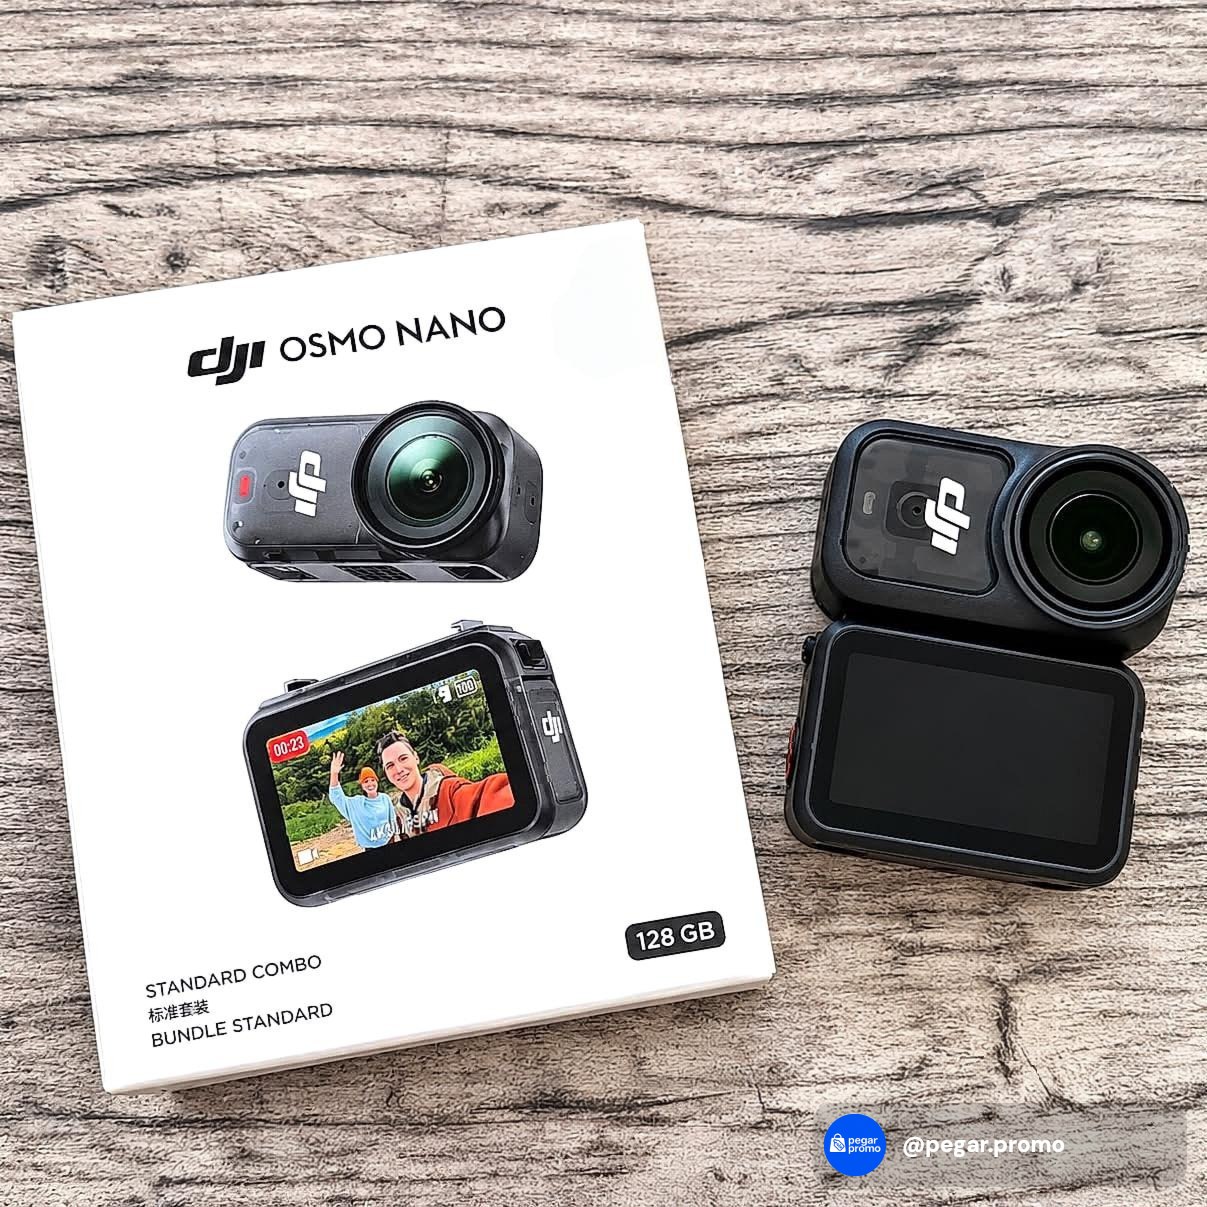 dji OSMO NANO
dji
00:23
100
dji
128 GB
STANDARD COMBO
标准套装
BUNDLE STANDARD
dji
pegar
promo
@pegar.promo